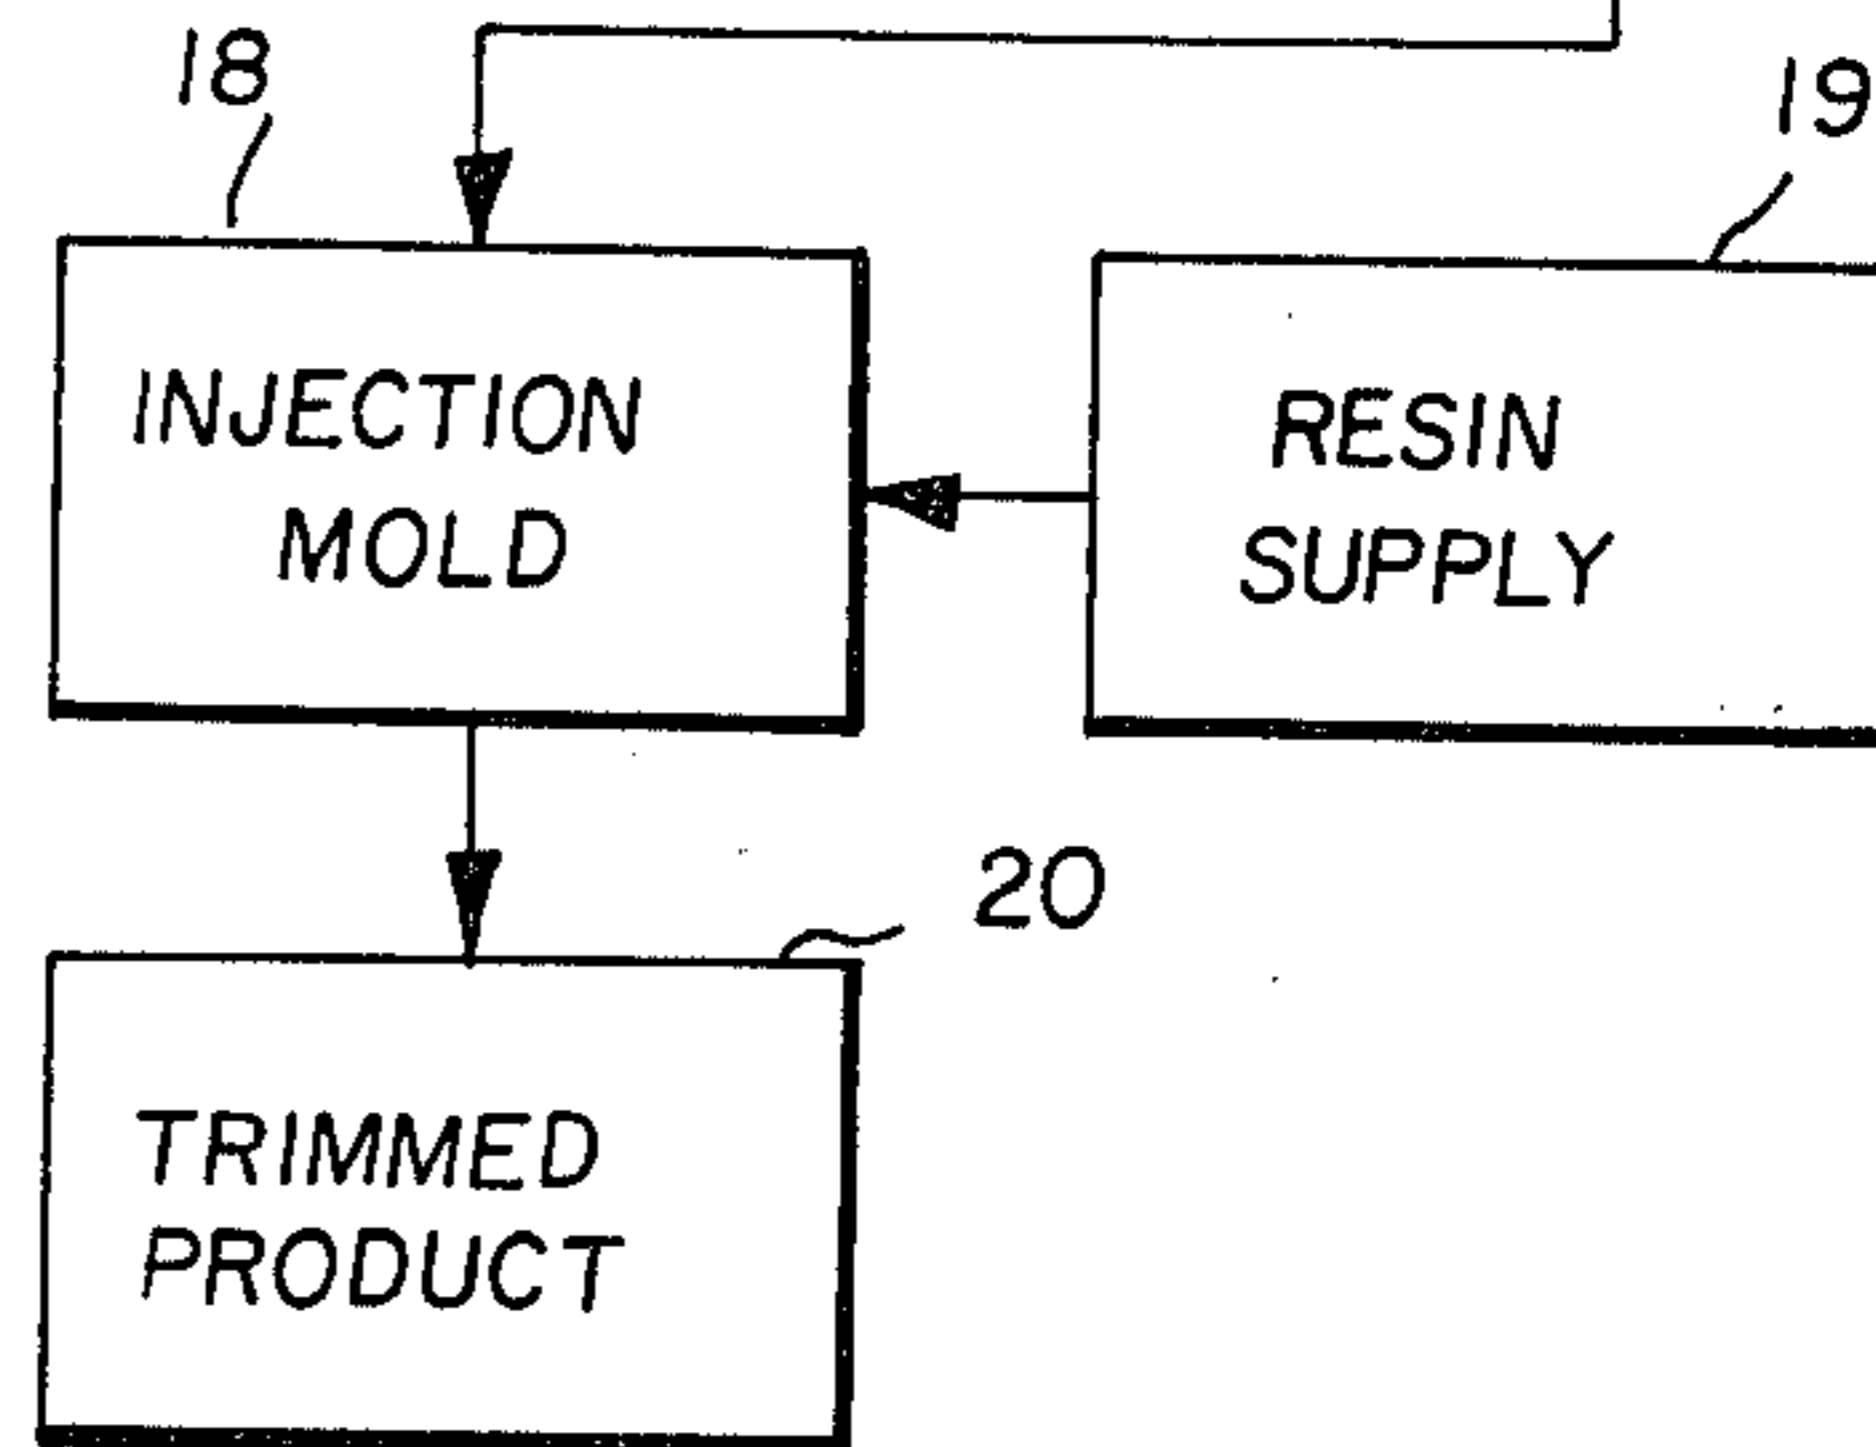 18
19
INJECTION
MOLD
RESIN
SUPPLY
20
TRIMMED
PRODUCT